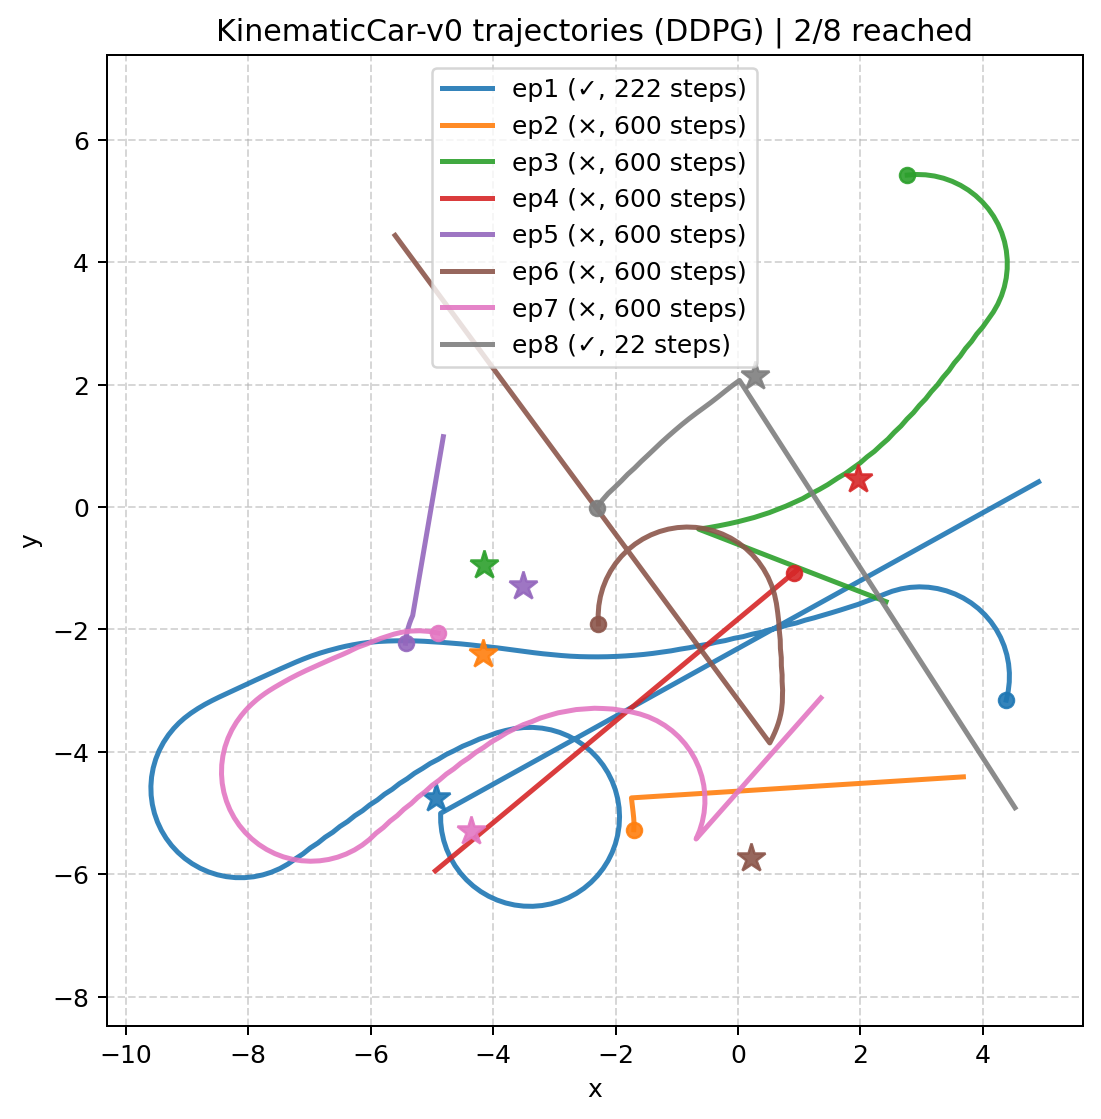 KinematicCar-v0 trajectories (DDPG) | 2/8 reached
ep1 (✓, 222 steps)
ep2 (×, 600 steps)
ep3 (×, 600 steps)
ep4 (×, 600 steps)
ep5 (×, 600 steps)
ep6 (×, 600 steps)
ep7 (×, 600 steps)
ep8 (✓, 22 steps)
6
4
2
0
−2
−4
−6
−8
y
−10 −8 −6 −4 −2 0 2 4
x